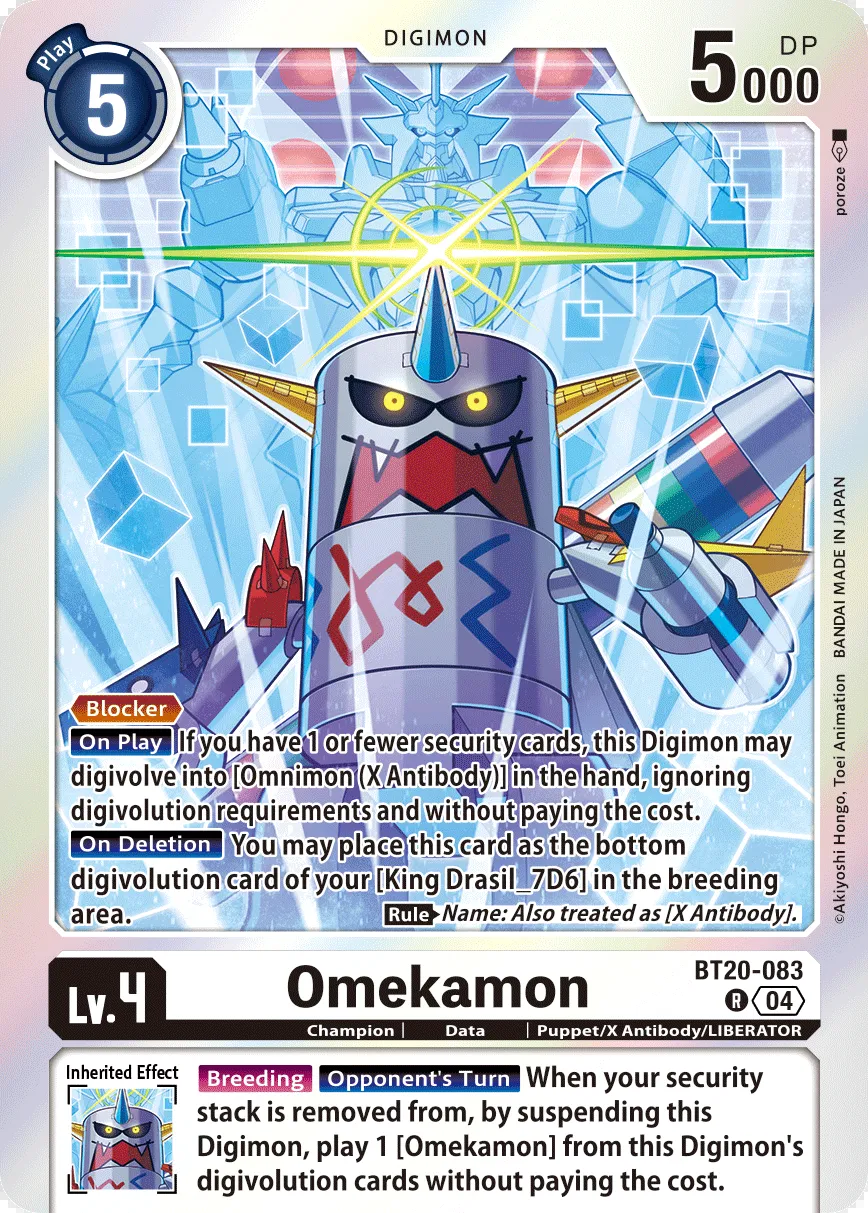 DIGIMON
Play
5
DP
5000
poroze
Blocker
On Play If you have 1 or fewer security cards, this Digimon may
digivolve into [Omnimon (X Antibody)] in the hand, ignoring
digivolution requirements and without paying the cost.
On Deletion You may place this card as the bottom
digivolution card of your [King Drasil_7D6] in the breeding
area. Rule Name: Also treated as [X Antibody].
©Akiyoshi Hongo, Toei Animation BANDAI MADE IN JAPAN
Lv.4
Omekamon
BT20-083
R 04
Champion | Data | Puppet/X Antibody/LIBERATOR
Inherited Effect
Breeding Opponent's Turn When your security
stack is removed from, by suspending this
Digimon, play 1 [Omekamon] from this Digimon's
digivolution cards without paying the cost.